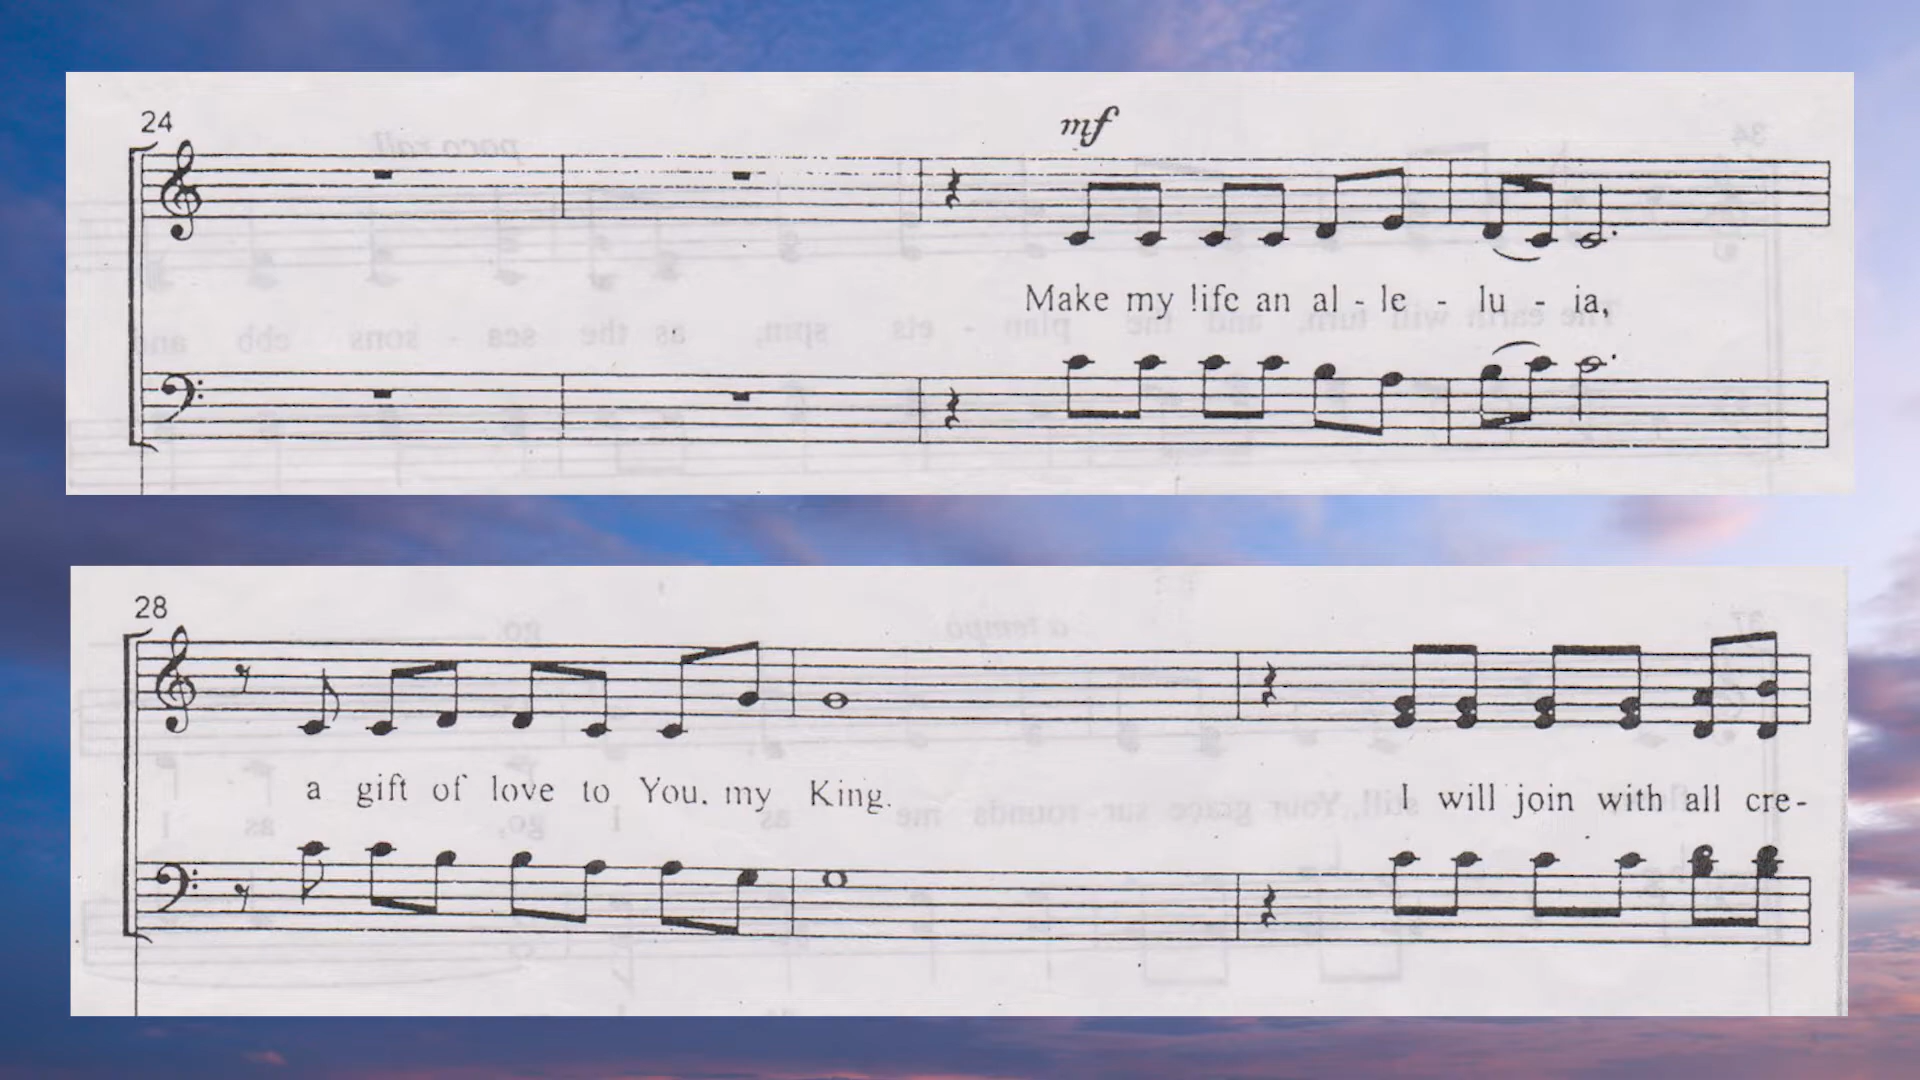 24
mf
Make my life an al - le - lu - ia,
28
a gift of love to You, my King.
I will join with all cre-